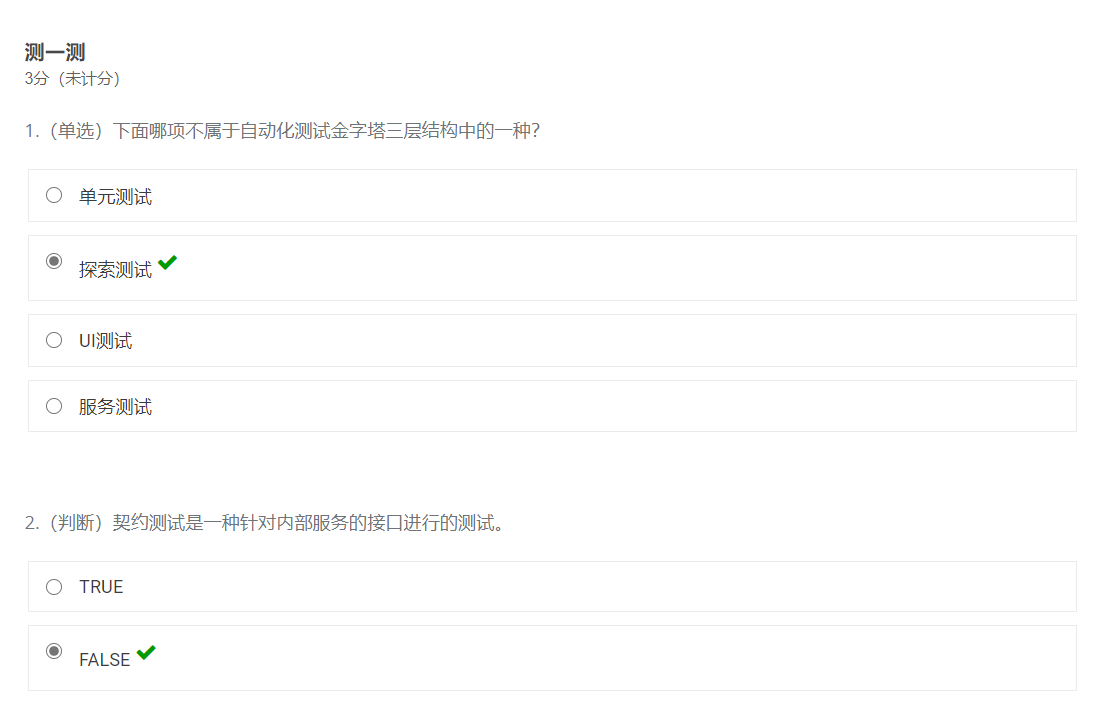 测一测
3分（未计分）
1.（单选）下面哪项不属于自动化测试金字塔三层结构中的一种？
单元测试
探索测试
UI测试
服务测试
2.（判断）契约测试是一种针对内部服务的接口进行的测试。
TRUE
FALSE